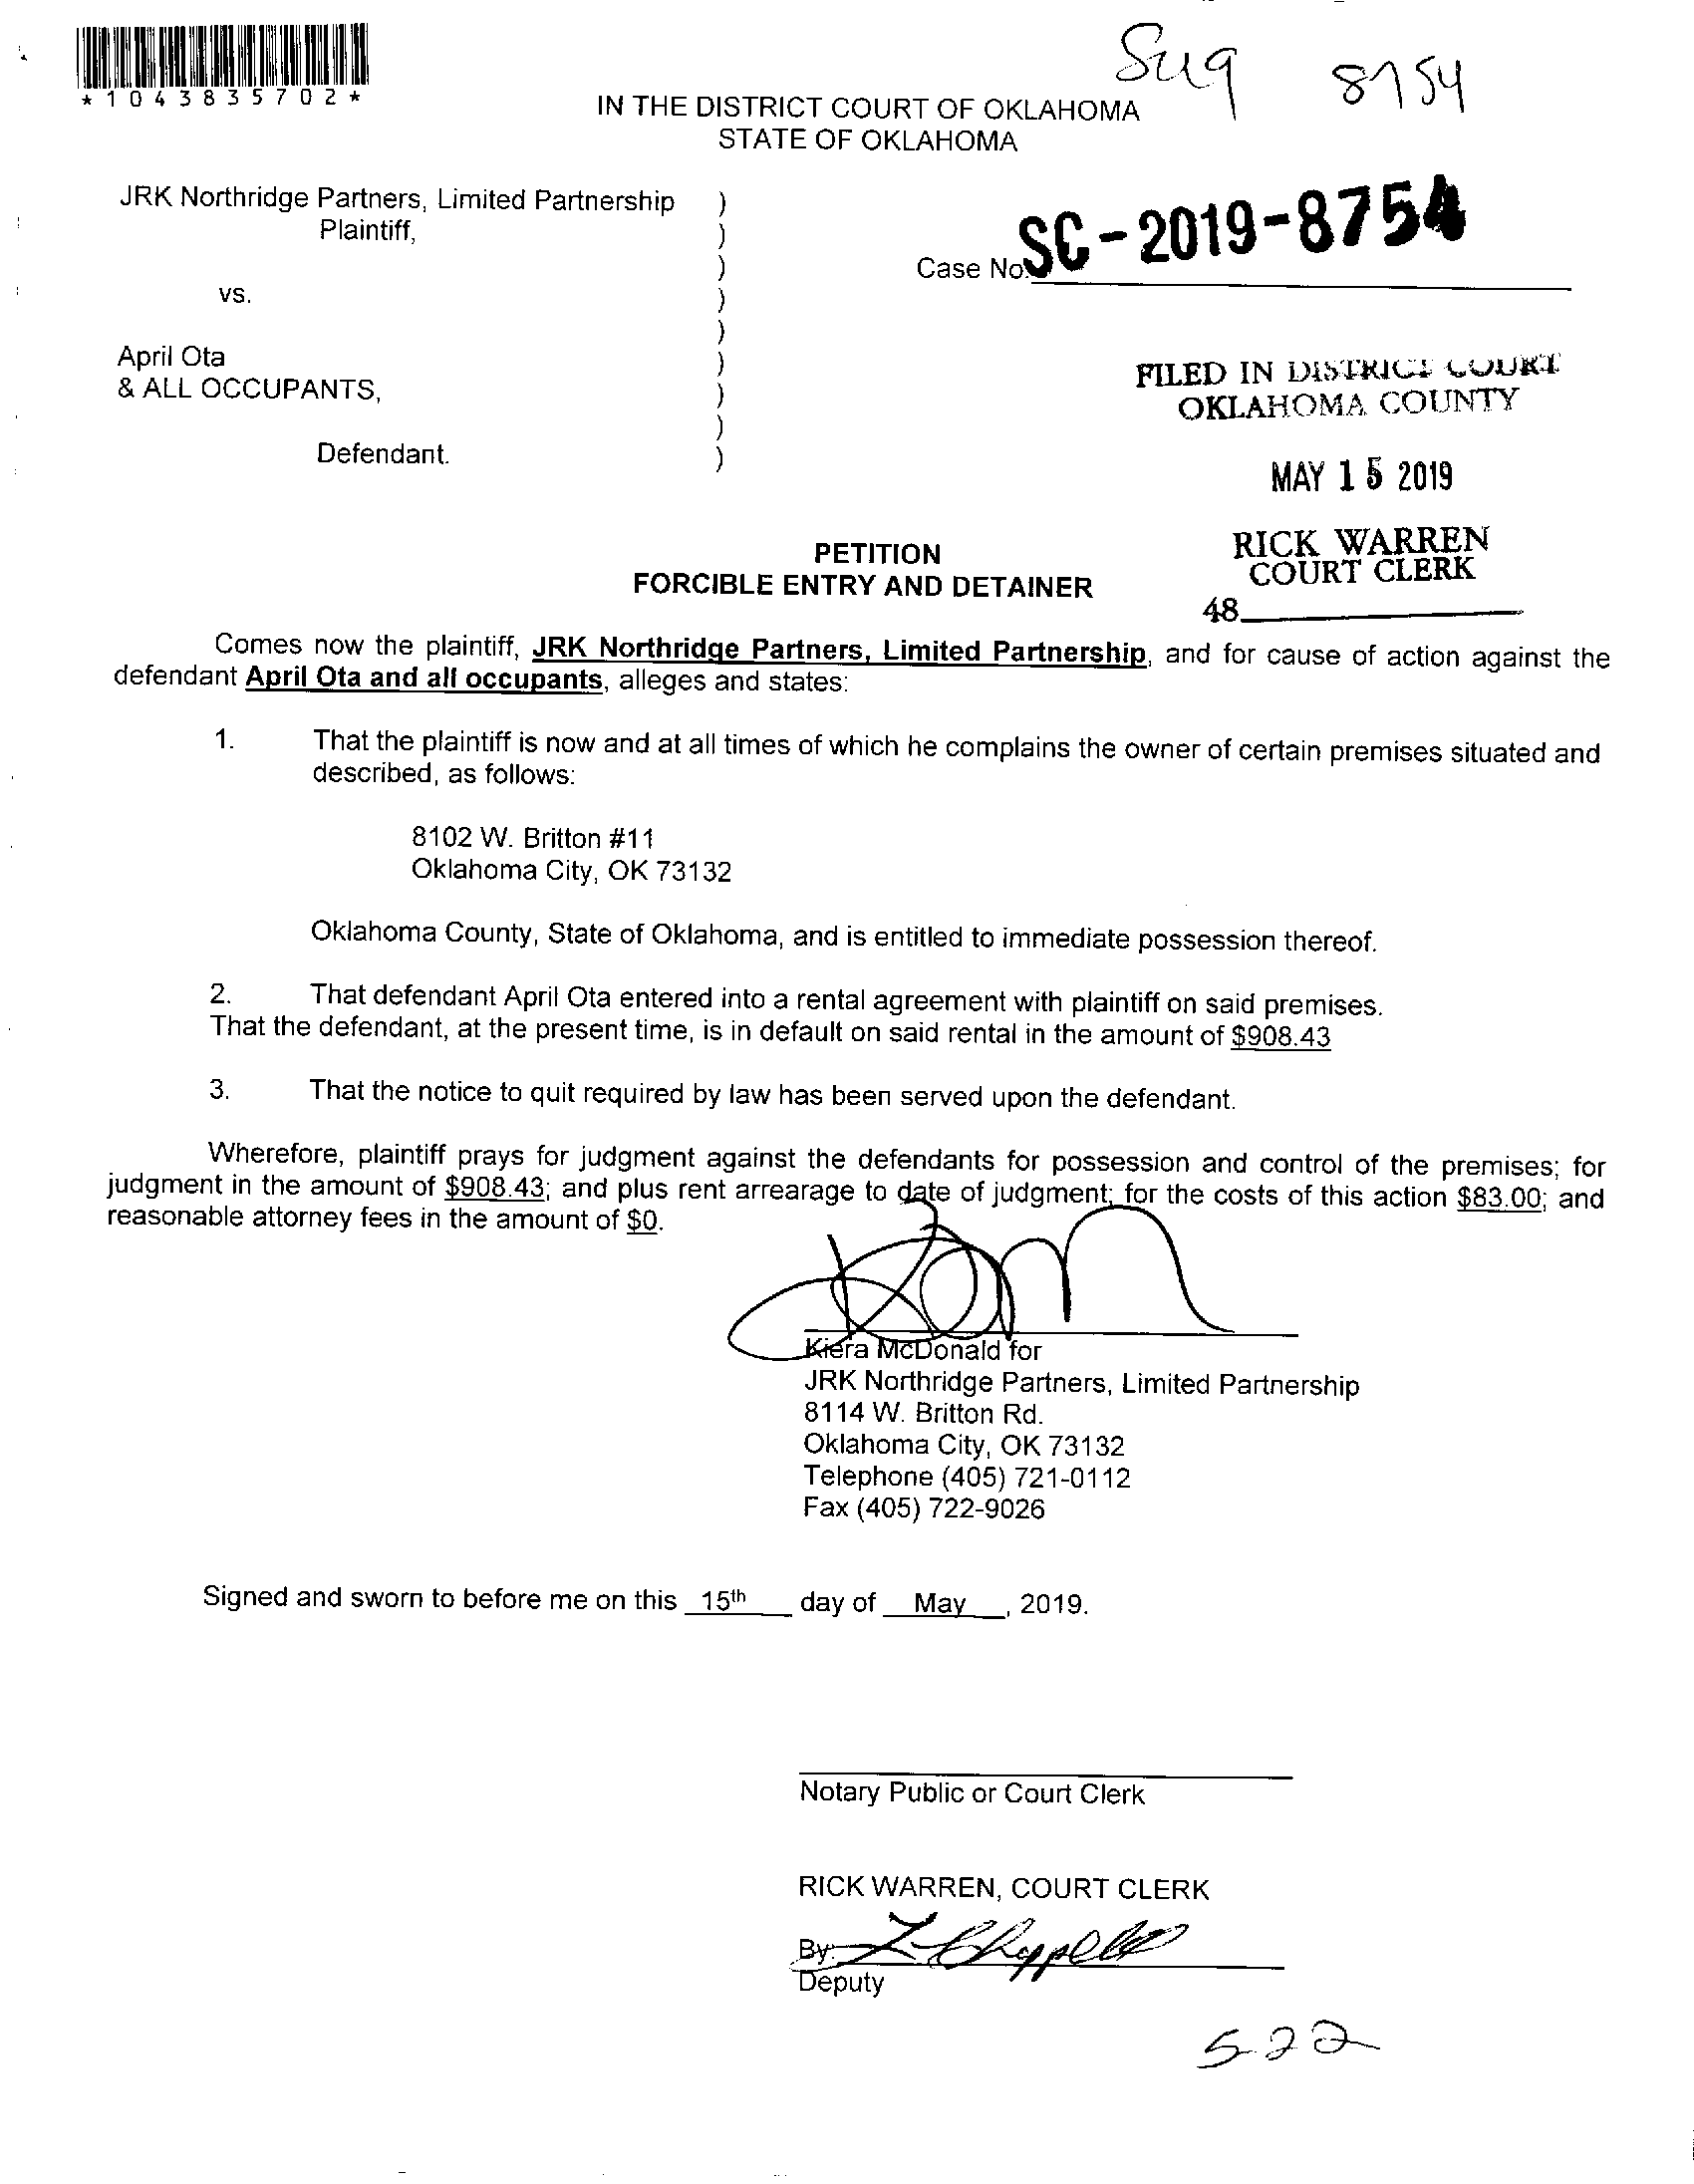 *1043835702*
8754
IN THE DISTRICT COURT OF OKLAHOMA
STATE OF OKLAHOMA
JRK Northridge Partners, Limited Partnership )
Plaintiff, )
)
vs. )
)
April Ota )
& ALL OCCUPANTS, )
)
Defendant. )
Case No. SC-2019-8754
FILED IN DISTRICT COURT
OKLAHOMA COUNTY
MAY 15 2019
RICK WARREN
COURT CLERK
48
PETITION
FORCIBLE ENTRY AND DETAINER
Comes now the plaintiff, JRK Northridge Partners, Limited Partnership, and for cause of action against the
defendant April Ota and all occupants, alleges and states:
1. That the plaintiff is now and at all times of which he complains the owner of certain premises situated and
described, as follows:
8102 W. Britton #11
Oklahoma City, OK 73132
Oklahoma County, State of Oklahoma, and is entitled to immediate possession thereof.
2. That defendant April Ota entered into a rental agreement with plaintiff on said premises.
That the defendant, at the present time, is in default on said rental in the amount of $908.43
3. That the notice to quit required by law has been served upon the defendant.
Wherefore, plaintiff prays for judgment against the defendants for possession and control of the premises; for
judgment in the amount of $908.43; and plus rent arrearage to date of judgment; for the costs of this action $83.00; and
reasonable attorney fees in the amount of $0.
Kiera McDonald for
JRK Northridge Partners, Limited Partnership
8114 W. Britton Rd.
Oklahoma City, OK 73132
Telephone (405) 721-0112
Fax (405) 722-9026
Signed and sworn to before me on this 15th day of May, 2019.
Notary Public or Court Clerk
RICK WARREN, COURT CLERK
By:
Deputy
5-22